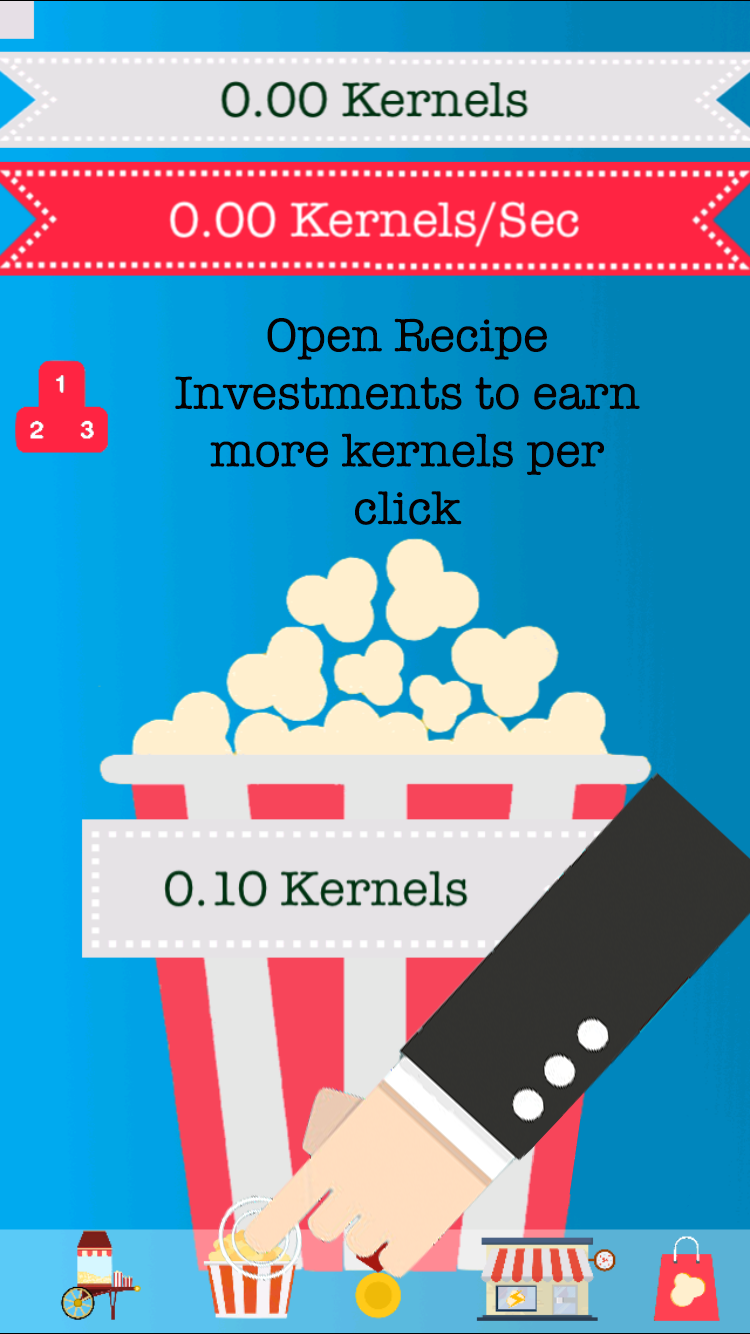 0.00 Kernels
0.00 Kernels/Sec
Open Recipe
Investments to earn
more kernels per
click
1
2 3
0.10 Kernels